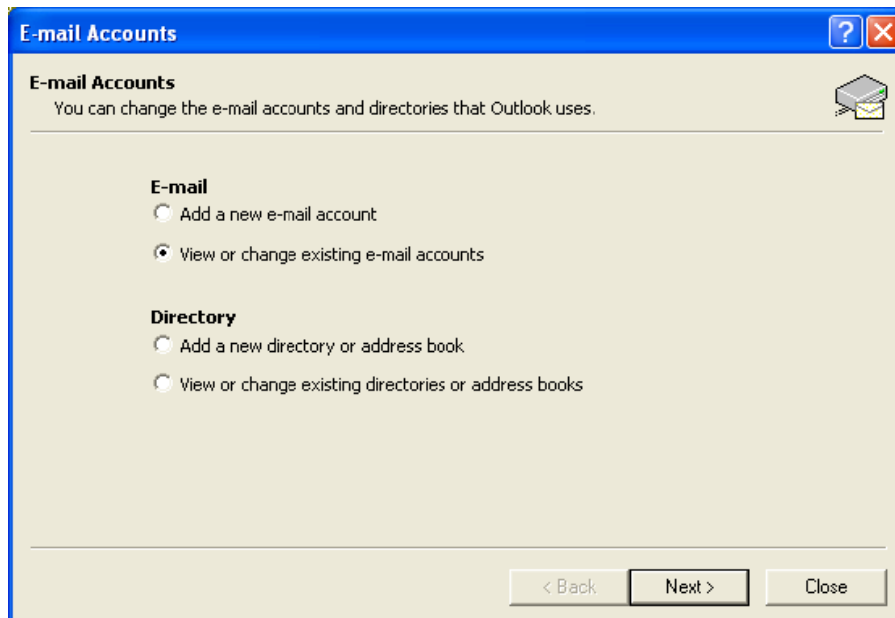 E-mail Accounts
E-mail Accounts
You can change the e-mail accounts and directories that Outlook uses.
E-mail
Add a new e-mail account
View or change existing e-mail accounts
Directory
Add a new directory or address book
View or change existing directories or address books
< Back Next > Close